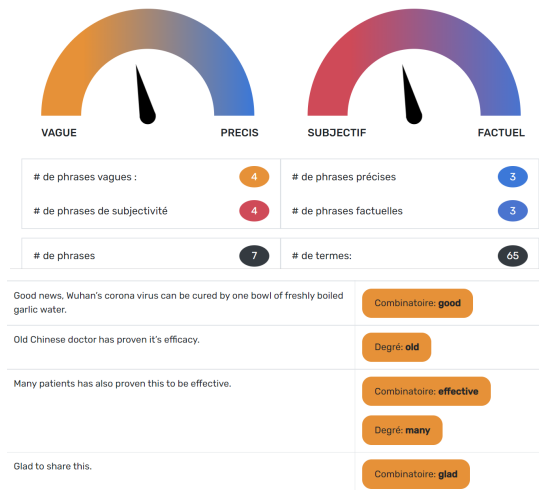 VAGUE PRECIS SUBJECTIF FACTUEL
# de phrases vagues : 4 # de phrases précises 3
# de phrases de subjectivité 4 # de phrases factuelles 3
# de phrases 7 # de termes: 65
Good news, Wuhan's corona virus can be cured by one bowl of freshly boiled
garlic water.
Combinatoire: good
Old Chinese doctor has proven it's efficacy.
Degré: old
Many patients has also proven this to be effective.
Combinatoire: effective
Degré: many
Glad to share this.
Combinatoire: glad